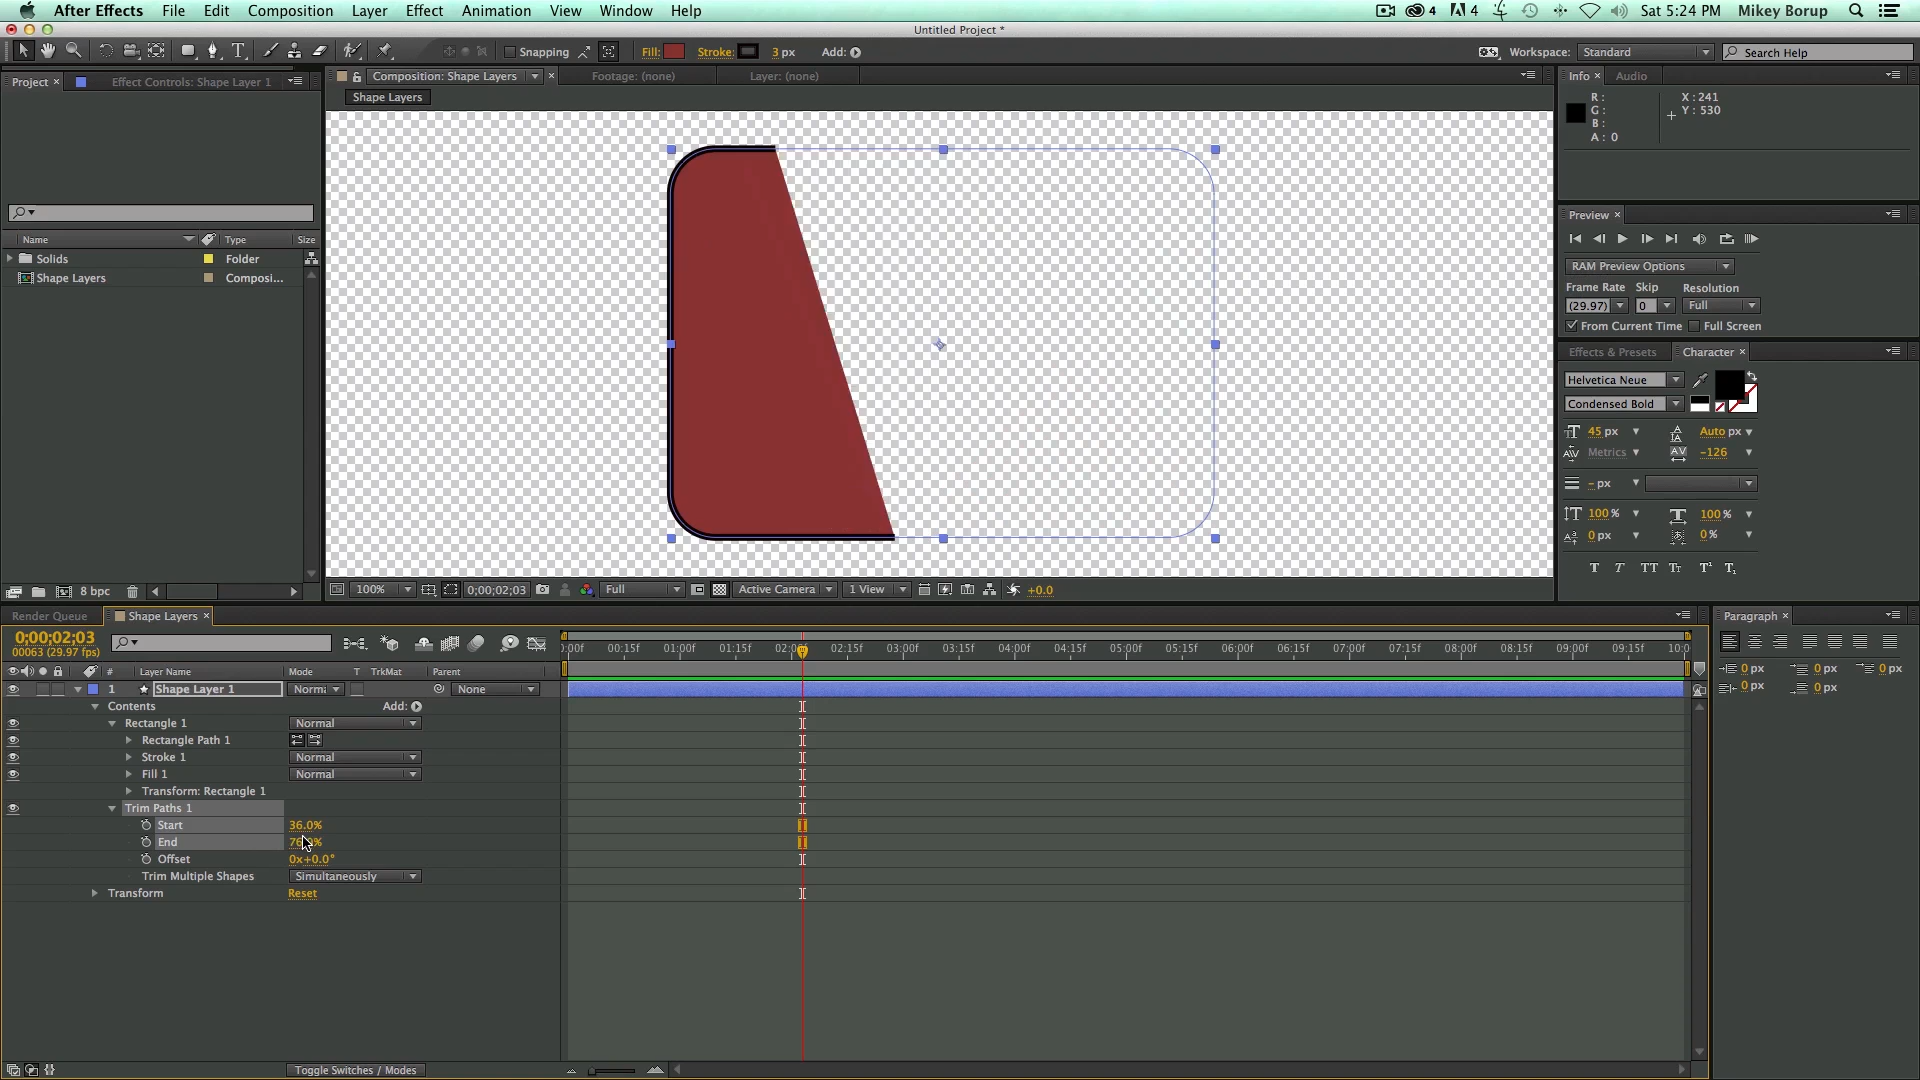 After Effects File Edit Composition Layer Effect Animation View Window Help 4 4 Sat 5:24 PM Mikey Borup
Untitled Project *
Snapping Fill: Stroke: 3 px Add: Workspace: Standard Search Help
Project × Effect Controls: Shape Layer 1
Composition: Shape Layers × Footage: (none) Layer: (none)
Info × Audio
Shape Layers
R :
G :
B :
A : 0
X : 241
Y : 530
Name Type Size
Solids Folder
Shape Layers Composi...
Preview ×
RAM Preview Options
Frame Rate Skip Resolution
(29.97) 0 Full
From Current Time Full Screen
Effects & Presets Character ×
Helvetica Neue
Condensed Bold
45 px Auto px
Metrics -126
- px
100 % 100 %
0 px 0 %
T T TT Tт T¹ T₁
8 bpc
100% 0;00;02;03 Full Active Camera 1 View +0.0
Render Queue Shape Layers ×
Paragraph ×
0;00;02;03
00063 (29.97 fps)
):00f 00:15f 01:00f 01:15f 02:0 02:15f 03:00f 03:15f 04:00f 04:15f 05:00f 05:15f 06:00f 06:15f 07:00f 07:15f 08:00f 08:15f 09:00f 09:15f 10:0
0 px 0 px 0 px
0 px 0 px
# Layer Name Mode T TrkMat Parent
1 Shape Layer 1 Norma None
Contents Add:
Rectangle 1 Normal
Rectangle Path 1
Stroke 1 Normal
Fill 1 Normal
Transform: Rectangle 1
Trim Paths 1
Start 36.0%
End
Offset 0x+0.0°
Trim Multiple Shapes Simultaneously
Transform Reset
Toggle Switches / Modes